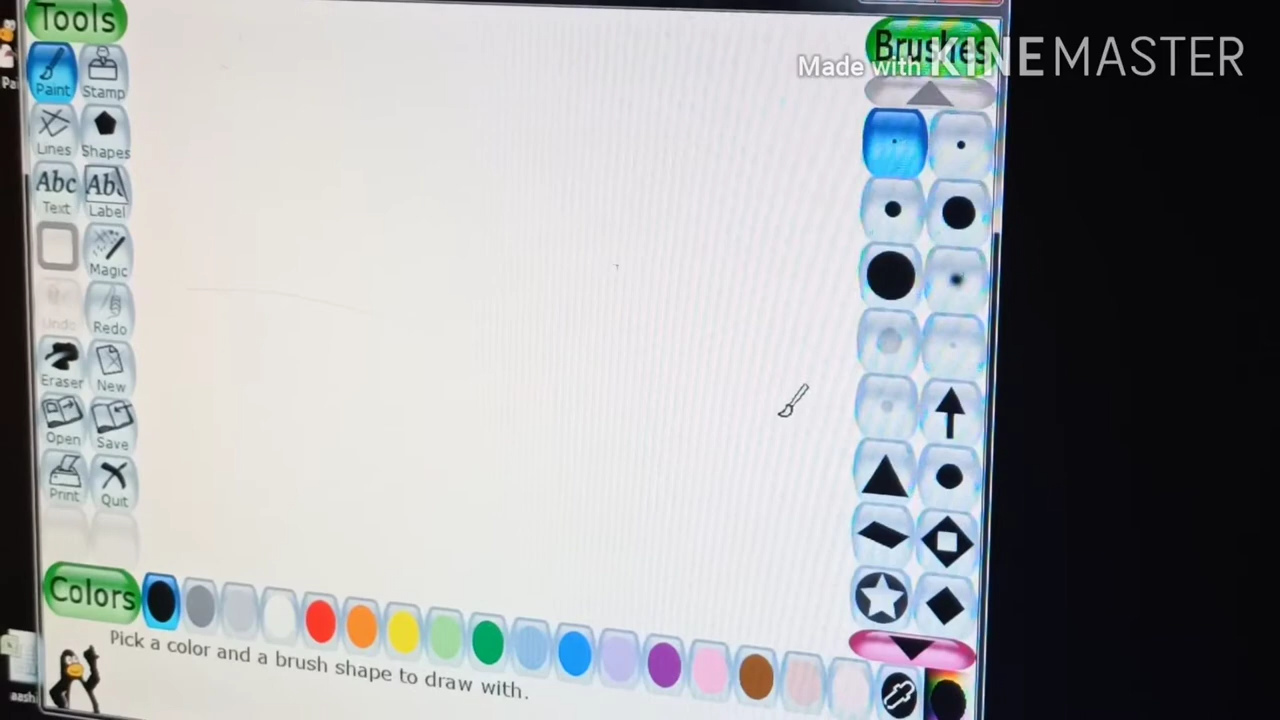 Tools
Brushes
Made with KINEMASTER
Paint
Stamp
Lines
Shapes
Abc
Text
Label
Magic
Undo
Redo
Eraser
New
Open
Save
Print
Quit
Colors
Pick a color and a brush shape to draw with.